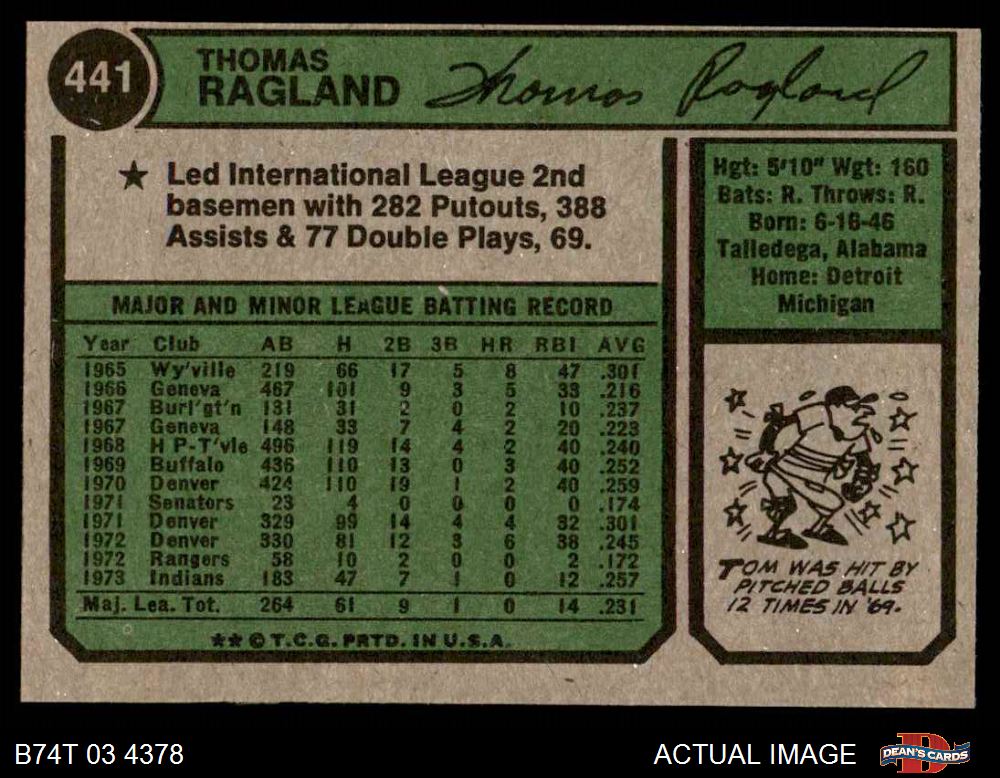 441
THOMAS
RAGLAND
Thomas Ragland
★ Led International League 2nd
basemen with 282 Putouts, 388
Assists & 77 Double Plays, 69.
Hgt: 5'10" Wgt: 160
Bats: R. Throws: R.
Born: 6-16-46
Talledega, Alabama
Home: Detroit
Michigan
MAJOR AND MINOR LEAGUE BATTING RECORD
Year Club AB H 2B 3B HR RBI AVG
1965 Wy'ville 219 66 17 5 8 47 .301
1966 Geneva 467 101 9 3 5 33 .216
1967 Burl'gt'n 131 31 2 0 2 10 .237
1967 Geneva 148 33 7 4 2 20 .223
1968 H P-T'vle 496 119 14 4 2 40 .240
1969 Buffalo 436 110 13 0 3 40 .252
1970 Denver 424 110 19 1 2 40 .259
1971 Senators 23 4 0 0 0 0 .174
1971 Denver 329 99 14 4 4 32 .301
1972 Denver 330 81 12 3 6 38 .245
1972 Rangers 58 10 2 0 0 2 .172
1973 Indians 183 47 7 1 0 12 .257
Maj. Lea. Tot. 264 61 9 1 0 14 .231
★★ © T.C.G. PRTD. IN U.S.A.
TOM WAS HIT BY
PITCHED BALLS
12 TIMES IN '69.
B74T 03 4378
ACTUAL IMAGE
DEAN'S CARDS